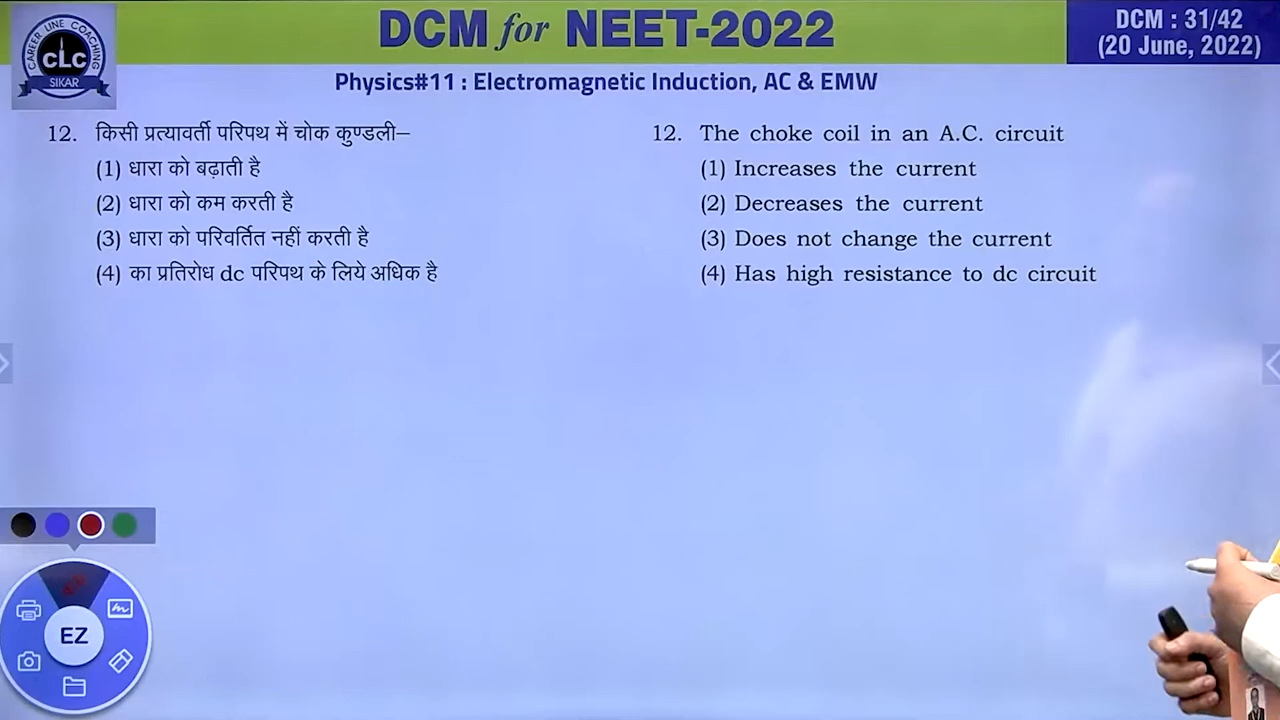 DCM for NEET-2022
DCM : 31/42
(20 June, 2022)
CAREER LINE COACHING
CLC
SIKAR
Physics#11 : Electromagnetic Induction, AC & EMW
12. किसी प्रत्यावर्ती परिपथ में चोक कुण्डली–
(1) धारा को बढ़ाती है
(2) धारा को कम करती है
(3) धारा को परिवर्तित नहीं करती है
(4) का प्रतिरोध dc परिपथ के लिये अधिक है
12. The choke coil in an A.C. circuit
(1) Increases the current
(2) Decreases the current
(3) Does not change the current
(4) Has high resistance to dc circuit
EZ